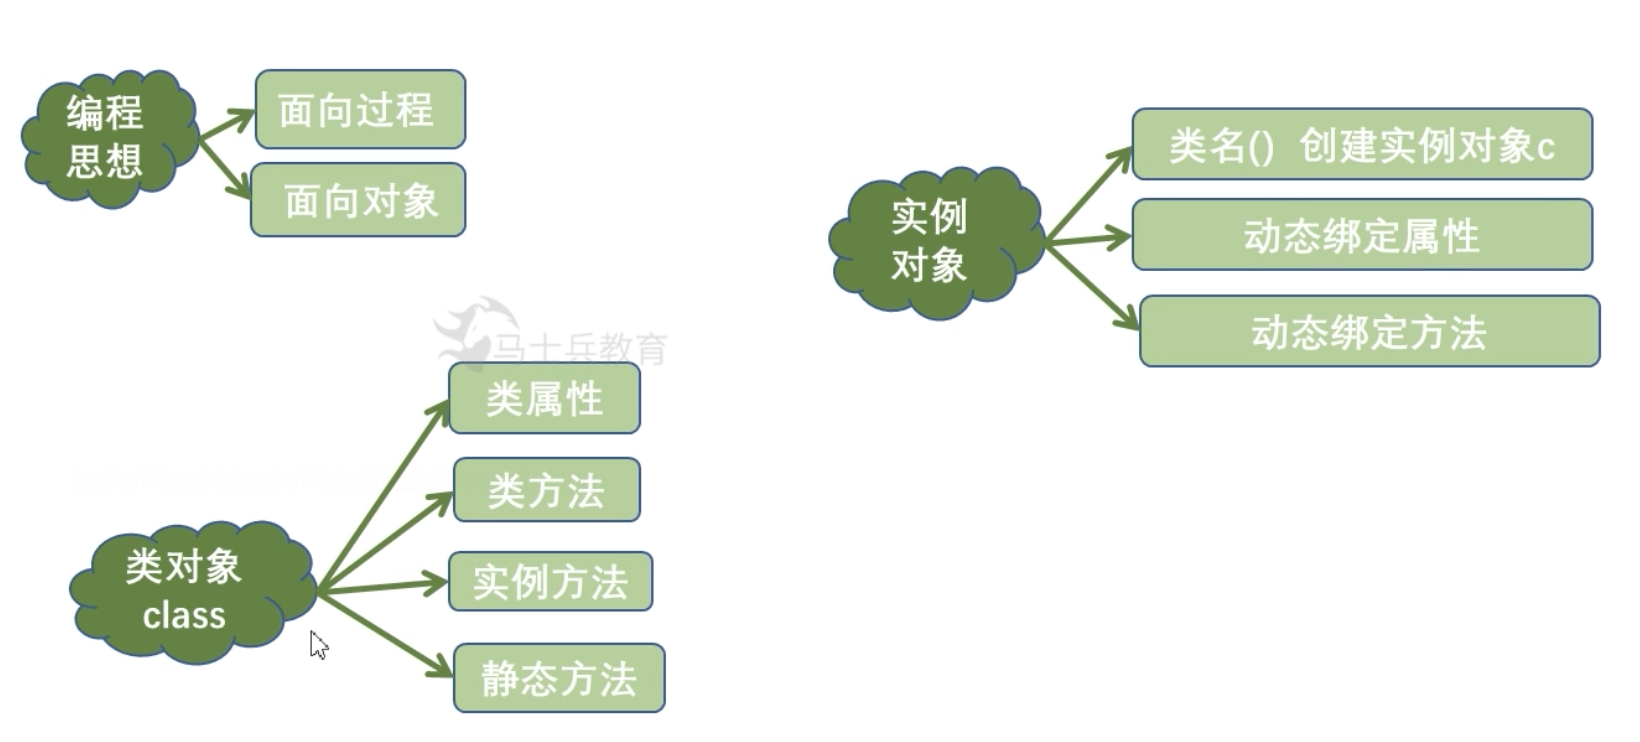 编程
思想
面向过程
面向对象
马士兵教育
类对象
class
类属性
类方法
实例方法
静态方法
实例
对象
类名() 创建实例对象c
动态绑定属性
动态绑定方法